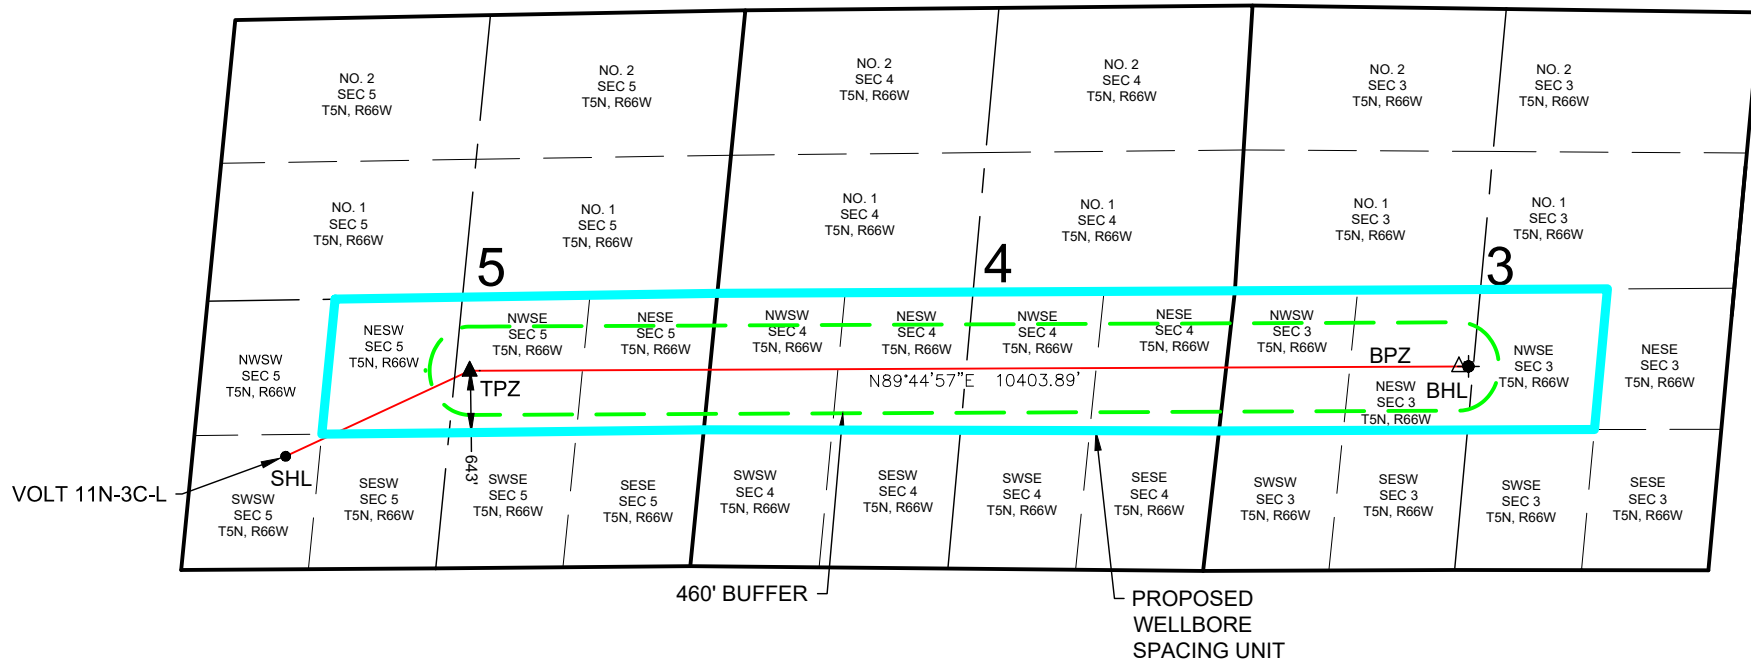 NO. 2
SEC 5
T5N, R66W
NO. 2
SEC 5
T5N, R66W
NO. 2
SEC 4
T5N, R66W
NO. 2
SEC 4
T5N, R66W
NO. 2
SEC 3
T5N, R66W
NO. 2
SEC 3
T5N, R66W
NO. 1
SEC 5
T5N, R66W
NO. 1
SEC 5
T5N, R66W
NO. 1
SEC 4
T5N, R66W
NO. 1
SEC 4
T5N, R66W
NO. 1
SEC 3
T5N, R66W
NO. 1
SEC 3
T5N, R66W
5
4
3
NWSW
SEC 5
T5N, R66W
NESW
SEC 5
T5N, R66W
NWSE
SEC 5
T5N, R66W
NESE
SEC 5
T5N, R66W
NWSW
SEC 4
T5N, R66W
NESW
SEC 4
T5N, R66W
NWSE
SEC 4
T5N, R66W
NESE
SEC 4
T5N, R66W
NWSW
SEC 3
T5N, R66W
NESW
SEC 3
T5N, R66W
NWSE
SEC 3
T5N, R66W
NESE
SEC 3
T5N, R66W
TPZ
N89°44'57"E 10403.89'
BPZ
BHL
643'
SHL
VOLT 11N-3C-L
SWSW
SEC 5
T5N, R66W
SESW
SEC 5
T5N, R66W
SWSE
SEC 5
T5N, R66W
SESE
SEC 5
T5N, R66W
SWSW
SEC 4
T5N, R66W
SESW
SEC 4
T5N, R66W
SWSE
SEC 4
T5N, R66W
SESE
SEC 4
T5N, R66W
SWSW
SEC 3
T5N, R66W
SESW
SEC 3
T5N, R66W
SWSE
SEC 3
T5N, R66W
SESE
SEC 3
T5N, R66W
460' BUFFER
PROPOSED
WELLBORE
SPACING UNIT